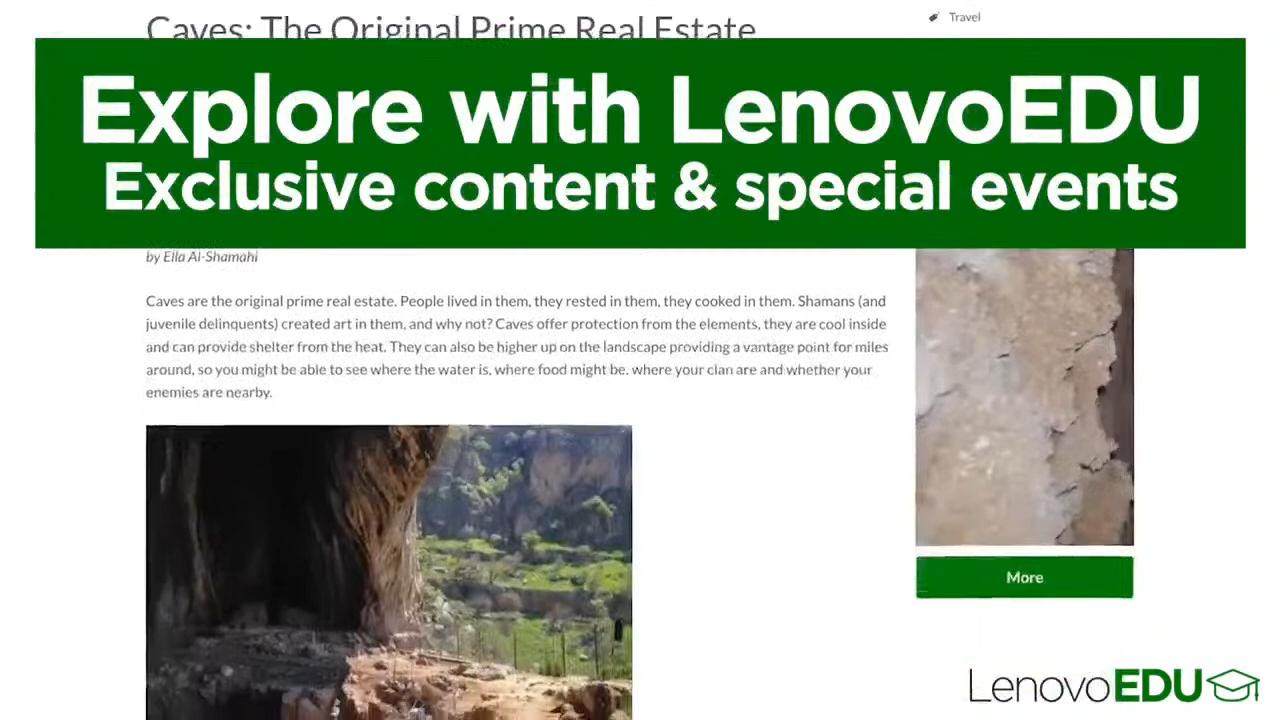 Caves: The Original Prime Real Estate
Travel
Explore with LenovoEDU
Exclusive content & special events
by Ella Al-Shamahi
Caves are the original prime real estate. People lived in them, they rested in them, they cooked in them. Shamans (and
juvenile delinquents) created art in them, and why not? Caves offer protection from the elements, they are cool inside
and can provide shelter from the heat. They can also be higher up on the landscape providing a vantage point for miles
around, so you might be able to see where the water is, where food might be, where your clan are and whether your
enemies are nearby.
More
LenovoEDU